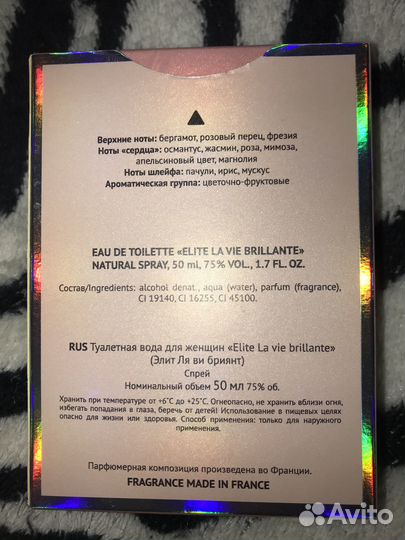 Верхние ноты: бергамот, розовый перец, фрезия
Ноты «сердца»: османтус, жасмин, роза, мимоза,
апельсиновый цвет, магнолия
Ноты шлейфа: пачули, ирис, мускус
Ароматическая группа: цветочно-фруктовые
EAU DE TOILETTE «ELITE LA VIE BRILLANTE»
NATURAL SPRAY, 50 ml, 75% VOL., 1.7 FL. OZ.
Состав/Ingredients: alcohol denat., aqua (water), parfum (fragrance),
CI 19140, CI 16255, CI 45100.
RUS Туалетная вода для женщин «Elite La vie brillante»
(Элит Ля ви бриянт)
Спрей
Номинальный объем 50 МЛ 75% об.
Хранить при температуре от +6˚С до +25˚С. Огнеопасно, не хранить вблизи огня,
избегать попадания в глаза, беречь от детей! Использование в пищевых целях
опасно для жизни или здоровья. Способ применения: только для наружного
применения.
Парфюмерная композиция произведена во Франции.
FRAGRANCE MADE IN FRANCE
Avito